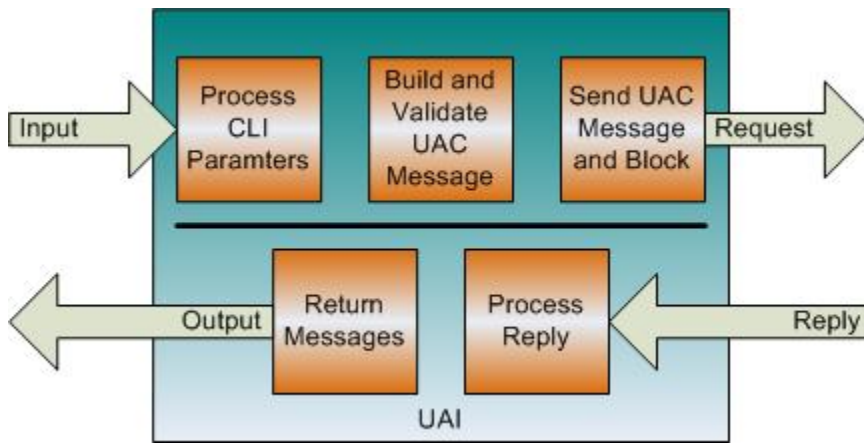 Input
Process
CLI
Paramters
Build and
Validate
UAC
Message
Send UAC
Message
and Block
Request
Output
Return
Messages
Process
Reply
Reply
UAI